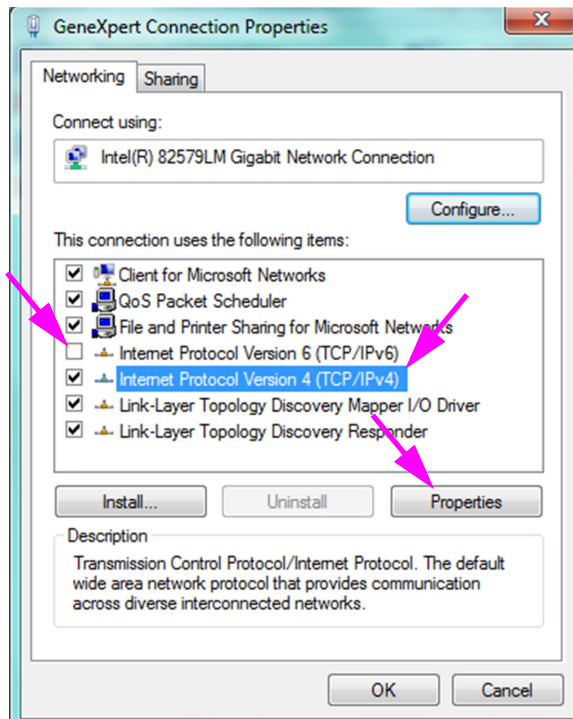 GeneXpert Connection Properties
Networking
Sharing
Connect using:
Intel(R) 82579LM Gigabit Network Connection
Configure...
This connection uses the following items:
Client for Microsoft Networks
QoS Packet Scheduler
File and Printer Sharing for Microsoft Networks
Internet Protocol Version 6 (TCP/IPv6)
Internet Protocol Version 4 (TCP/IPv4)
Link-Layer Topology Discovery Mapper I/O Driver
Link-Layer Topology Discovery Responder
Install...
Uninstall
Properties
Description
Transmission Control Protocol/Internet Protocol. The default
wide area network protocol that provides communication
across diverse interconnected networks.
OK
Cancel